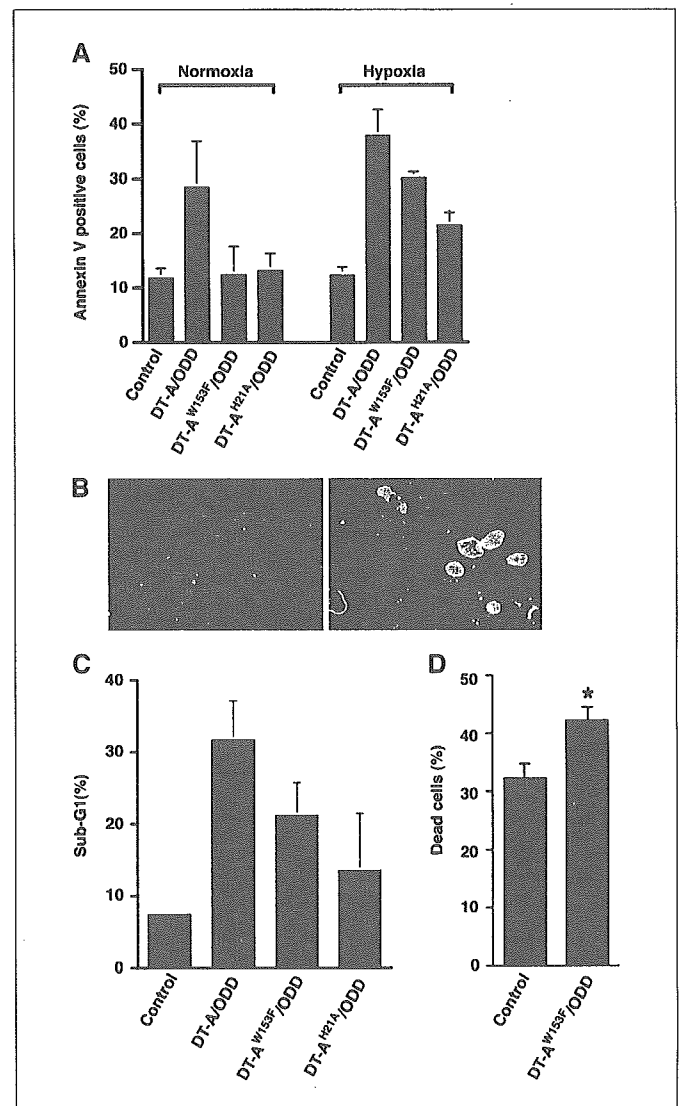 A
Normoxia
Hypoxia
Annexin V positive cells (%)
50
40
30
20
10
0
Control
DT-A/ODD
DT-A W153F/ODD
DT-A H21A/ODD
Control
DT-A/ODD
DT-A W153F/ODD
DT-A H21A/ODD
B
C
Sub-G1(%)
40
30
20
10
0
Control
DT-A/ODD
DT-A W153F/ODD
DT-A H21A/ODD
D
*
Dead cells (%)
50
40
30
20
10
0
Control
DT-A W153F/ODD